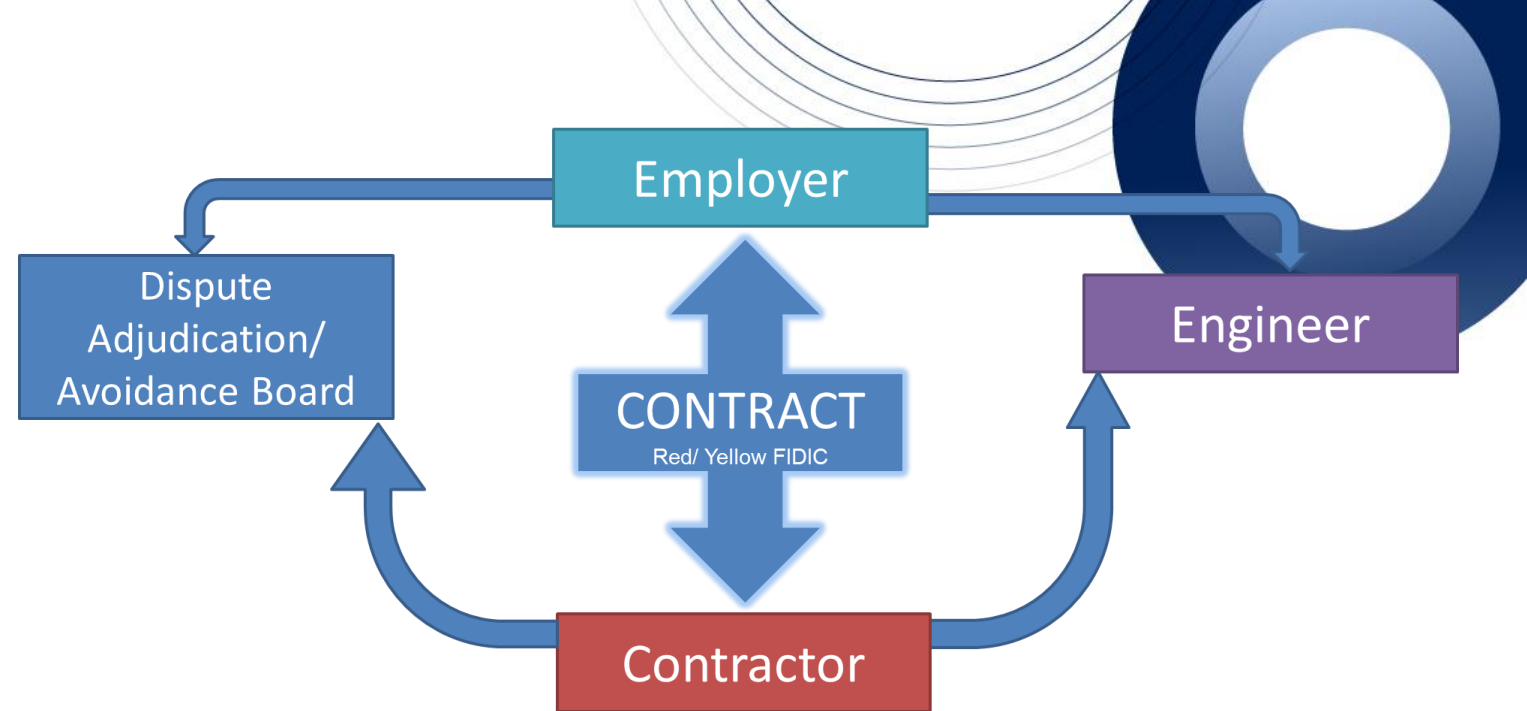 Employer
Dispute
Adjudication/
Avoidance Board
Engineer
CONTRACT
Red/ Yellow FIDIC
Contractor